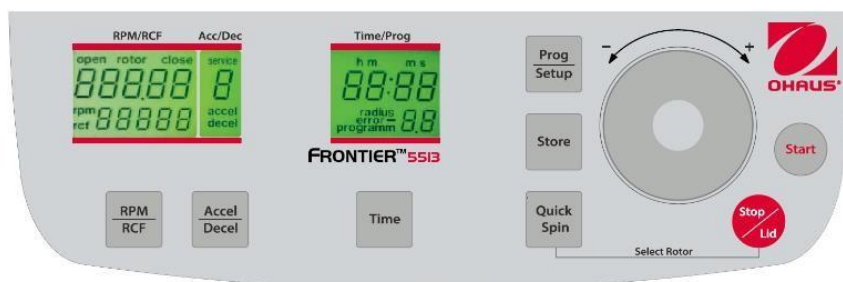 RPM/RCF Acc/Dec
open rotor close service
888.88 8
rpm accel
rcf 88888 decel
Time/Prog
h m m s
88:88
radius
error/
programm 8.8
FRONTIER™ 5513
RPM
RCF
Accel
Decel
Time
Prog
Setup
Store
Quick
Spin
- +
OHAUS®
Start
Stop
Lid
Select Rotor